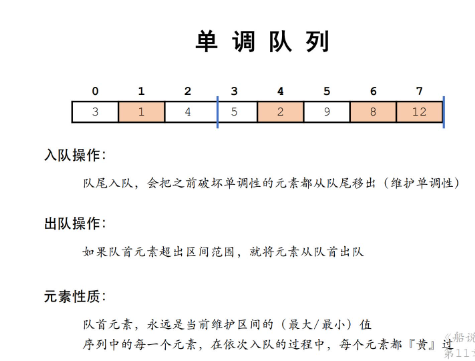 单 调 队 列
0 1 2 3 4 5 6 7
3 1 4 5 2 9 8 12
入队操作：
队尾入队，会把之前破坏单调性的元素都从队尾移出（维护单调性）
出队操作：
如果队首元素超出区间范围，就将元素从队首出队
元素性质：
队首元素，永远是当前维护区间的（最大/最小）值
序列中的每一个元素，在依次入队的过程中，每个元素都『黄』过